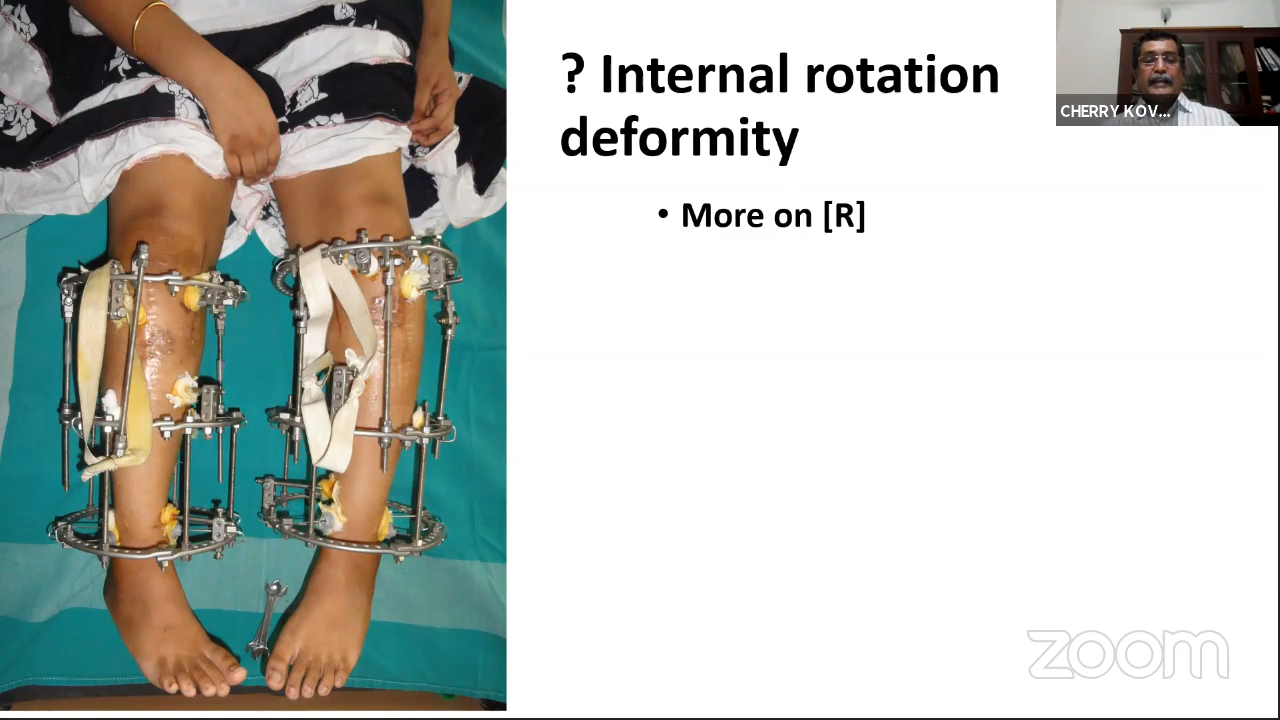 ? Internal rotation
deformity
• More on [R]
CHERRY KOV...
zoom